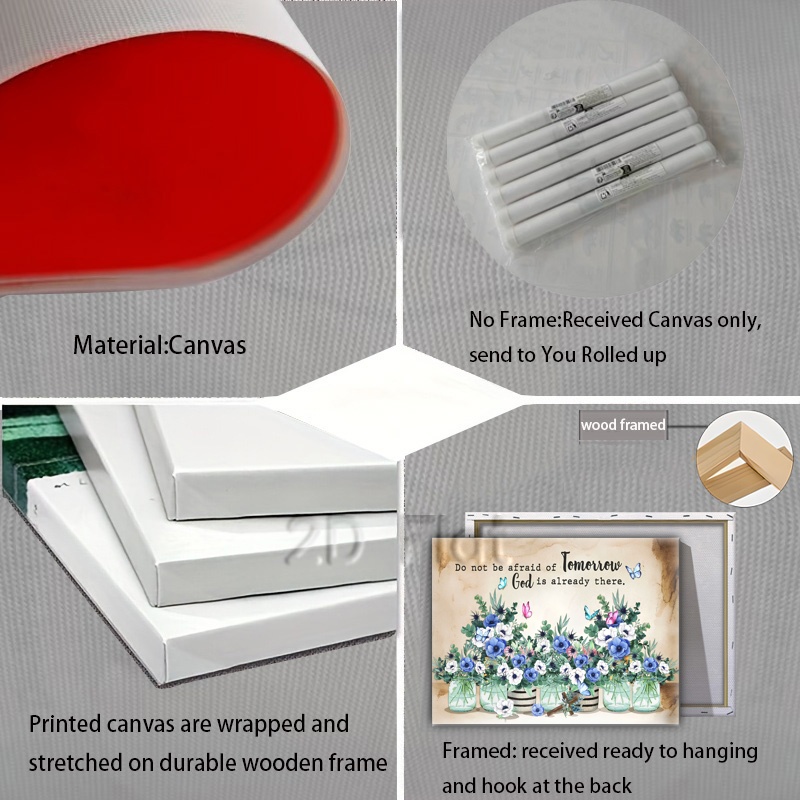 Material:Canvas
No Frame:Received Canvas only,
send to You Rolled up
Printed canvas are wrapped and
stretched on durable wooden frame
wood framed
Do not be afraid of Tomorrow
God is already there.
Framed: received ready to hanging
and hook at the back